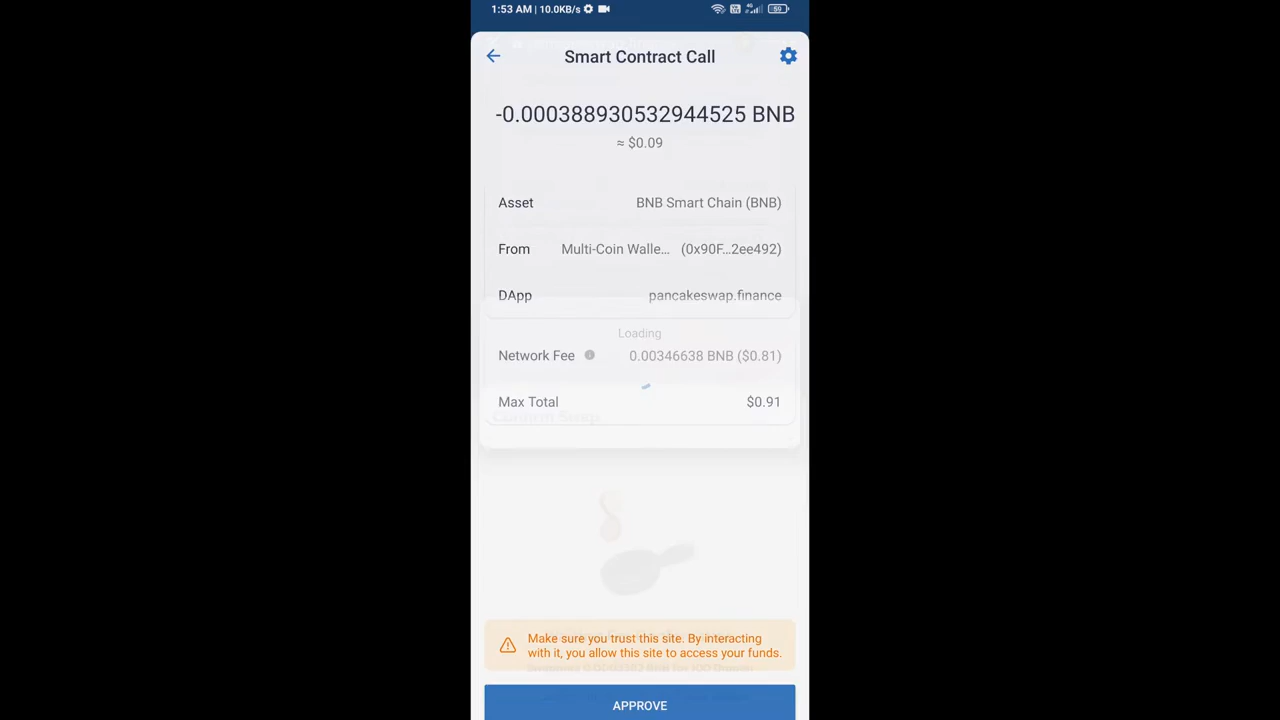 1:53 AM | 10.0KB/s
59
Smart Contract Call
-0.000388930532944525 BNB
≈ $0.09
Asset BNB Smart Chain (BNB)
From Multi-Coin Walle... (0x90F...2ee492)
DApp pancakeswap.finance
Loading
Network Fee 0.00346638 BNB ($0.81)
Max Total $0.91
Confirm Swap
Make sure you trust this site. By interacting
with it, you allow this site to access your funds.
APPROVE